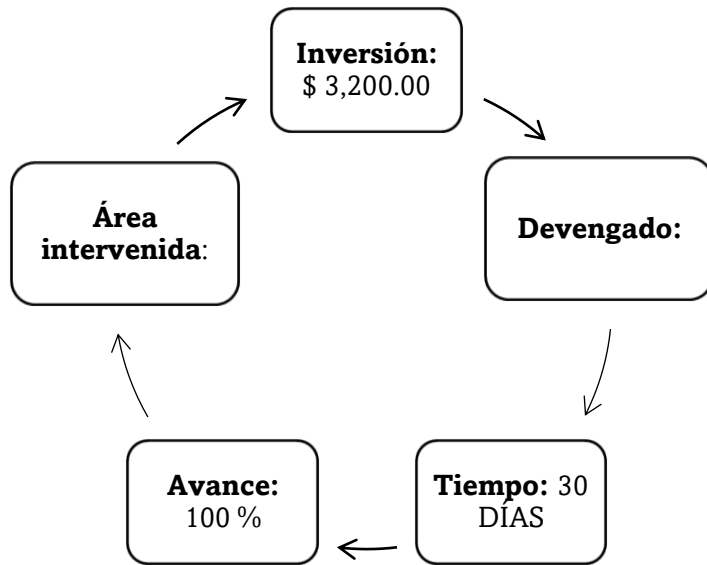 Inversión:
$ 3,200.00
Devengado:
Tiempo: 30
DÍAS
Avance:
100 %
Área
intervenida: